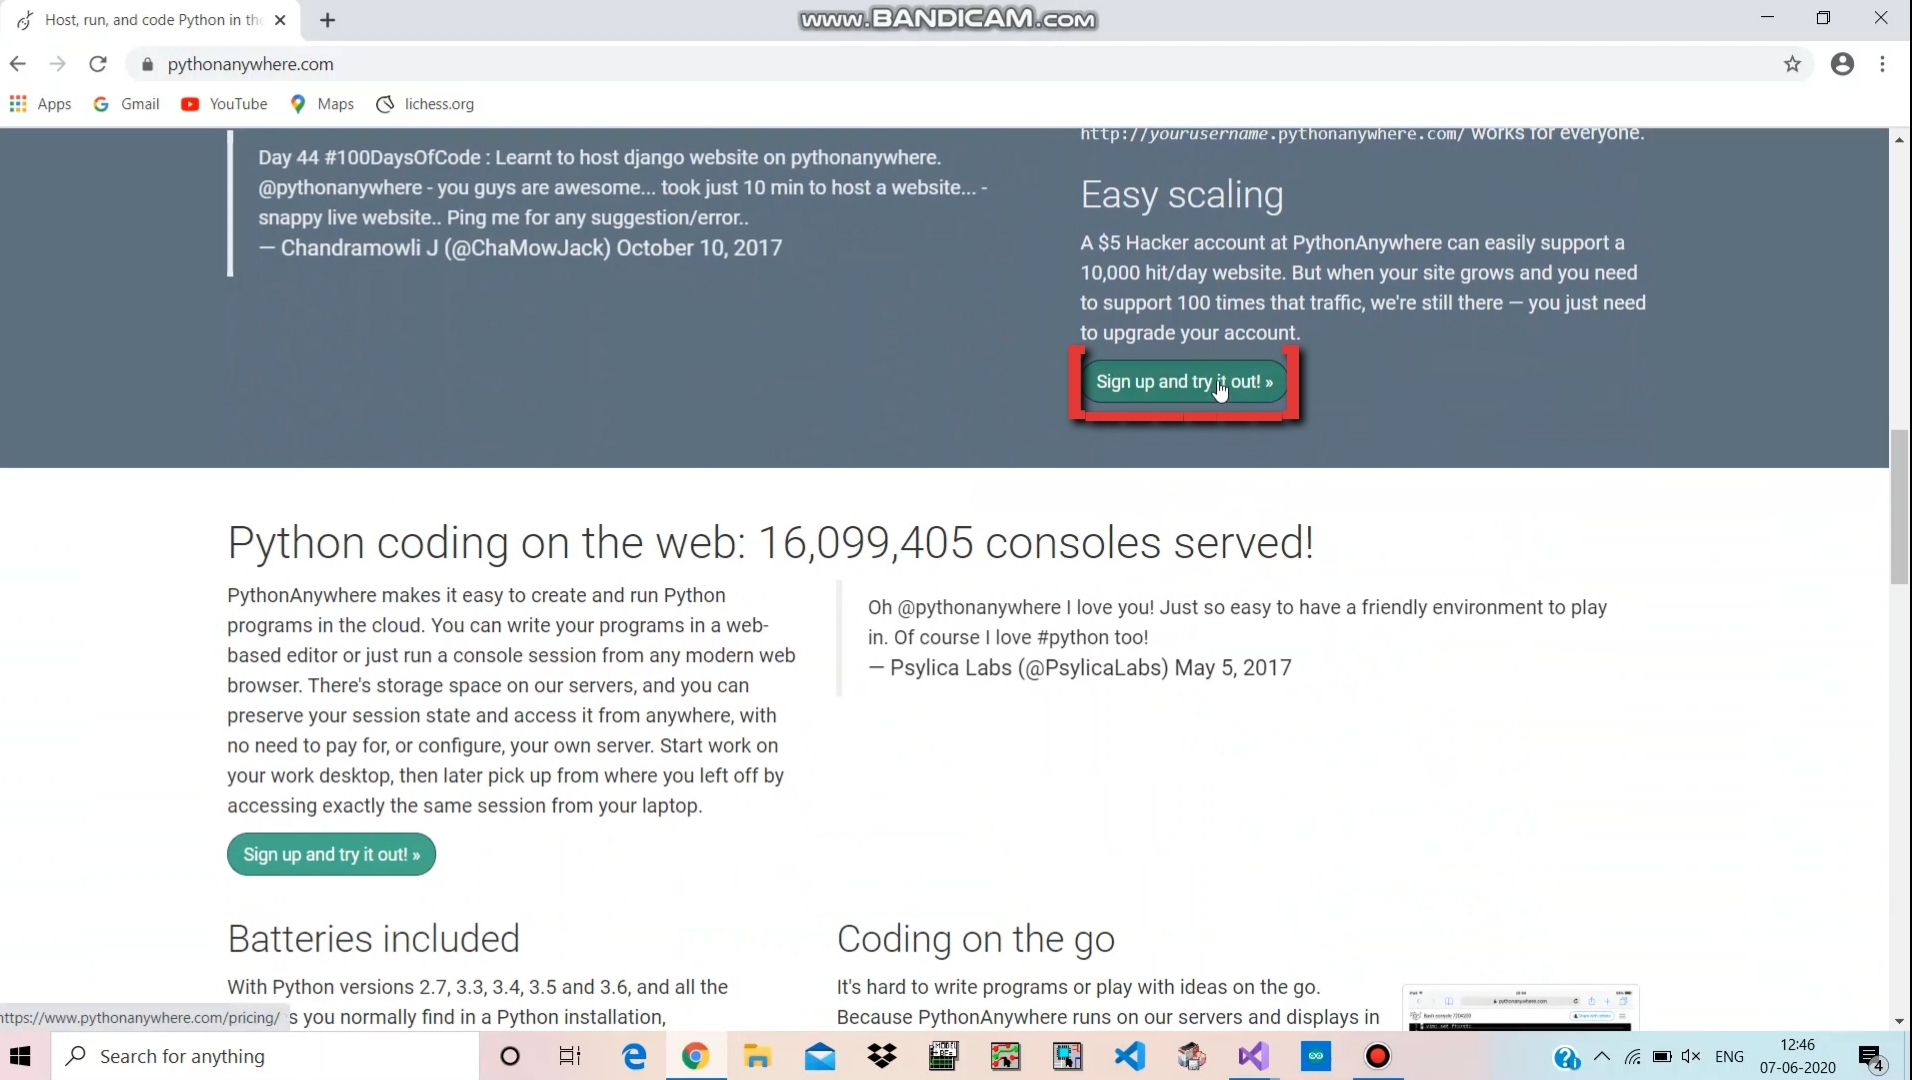 Host, run, and code Python in the
www.BANDICAM.com
pythonanywhere.com
Apps
Gmail
YouTube
Maps
lichess.org
http://yourusername.pythonanywhere.com/ works for everyone.
Day 44 #100DaysOfCode : Learnt to host django website on pythonanywhere.
@pythonanywhere - you guys are awesome... took just 10 min to host a website... -
snappy live website.. Ping me for any suggestion/error..
— Chandramowli J (@ChaMowJack) October 10, 2017
Easy scaling
A $5 Hacker account at PythonAnywhere can easily support a
10,000 hit/day website. But when your site grows and you need
to support 100 times that traffic, we're still there — you just need
to upgrade your account.
Sign up and try it out! »
Python coding on the web: 16,099,405 consoles served!
PythonAnywhere makes it easy to create and run Python
programs in the cloud. You can write your programs in a web-
based editor or just run a console session from any modern web
browser. There's storage space on our servers, and you can
preserve your session state and access it from anywhere, with
no need to pay for, or configure, your own server. Start work on
your work desktop, then later pick up from where you left off by
accessing exactly the same session from your laptop.
Oh @pythonanywhere I love you! Just so easy to have a friendly environment to play
in. Of course I love #python too!
— Psylica Labs (@PsylicaLabs) May 5, 2017
Sign up and try it out! »
Batteries included
With Python versions 2.7, 3.3, 3.4, 3.5 and 3.6, and all the
s you normally find in a Python installation,
Coding on the go
It's hard to write programs or play with ideas on the go.
Because PythonAnywhere runs on our servers and displays in
pythonanywhere.com
ttps://www.pythonanywhere.com/pricing/
Search for anything
ENG
12:46
07-06-2020
4